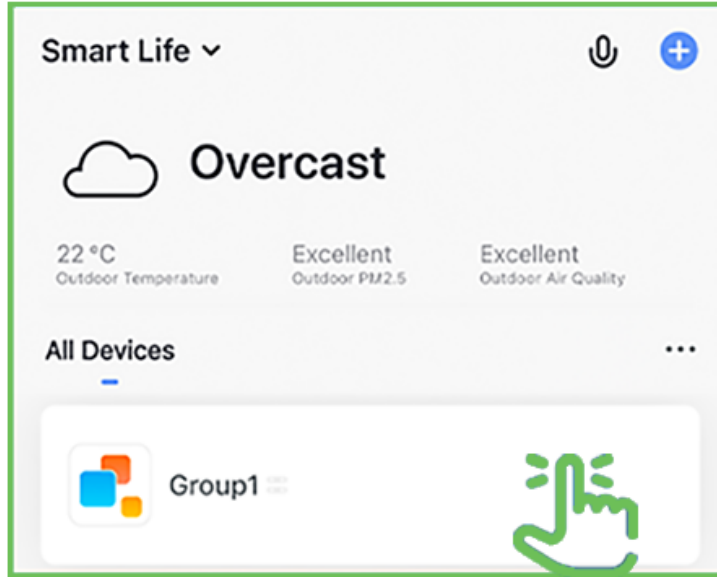 Smart Life
Overcast
22 °C Excellent Excellent
Outdoor Temperature Outdoor PM2.5 Outdoor Air Quality
All Devices
Group1